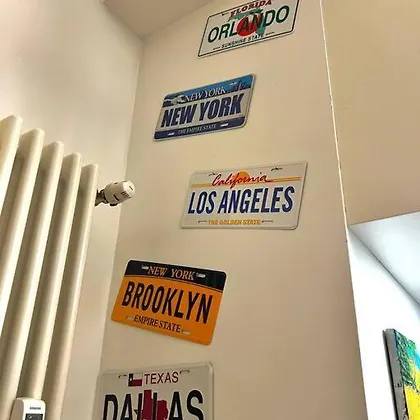 FLORIDA
ORLANDO
SUNSHINE STATE
NEW YORK
NEW YORK
THE EMPIRE STATE
California
LOS ANGELES
THE GOLDEN STATE
NEW YORK
BROOKLYN
EMPIRE STATE
TEXAS
DALLAS